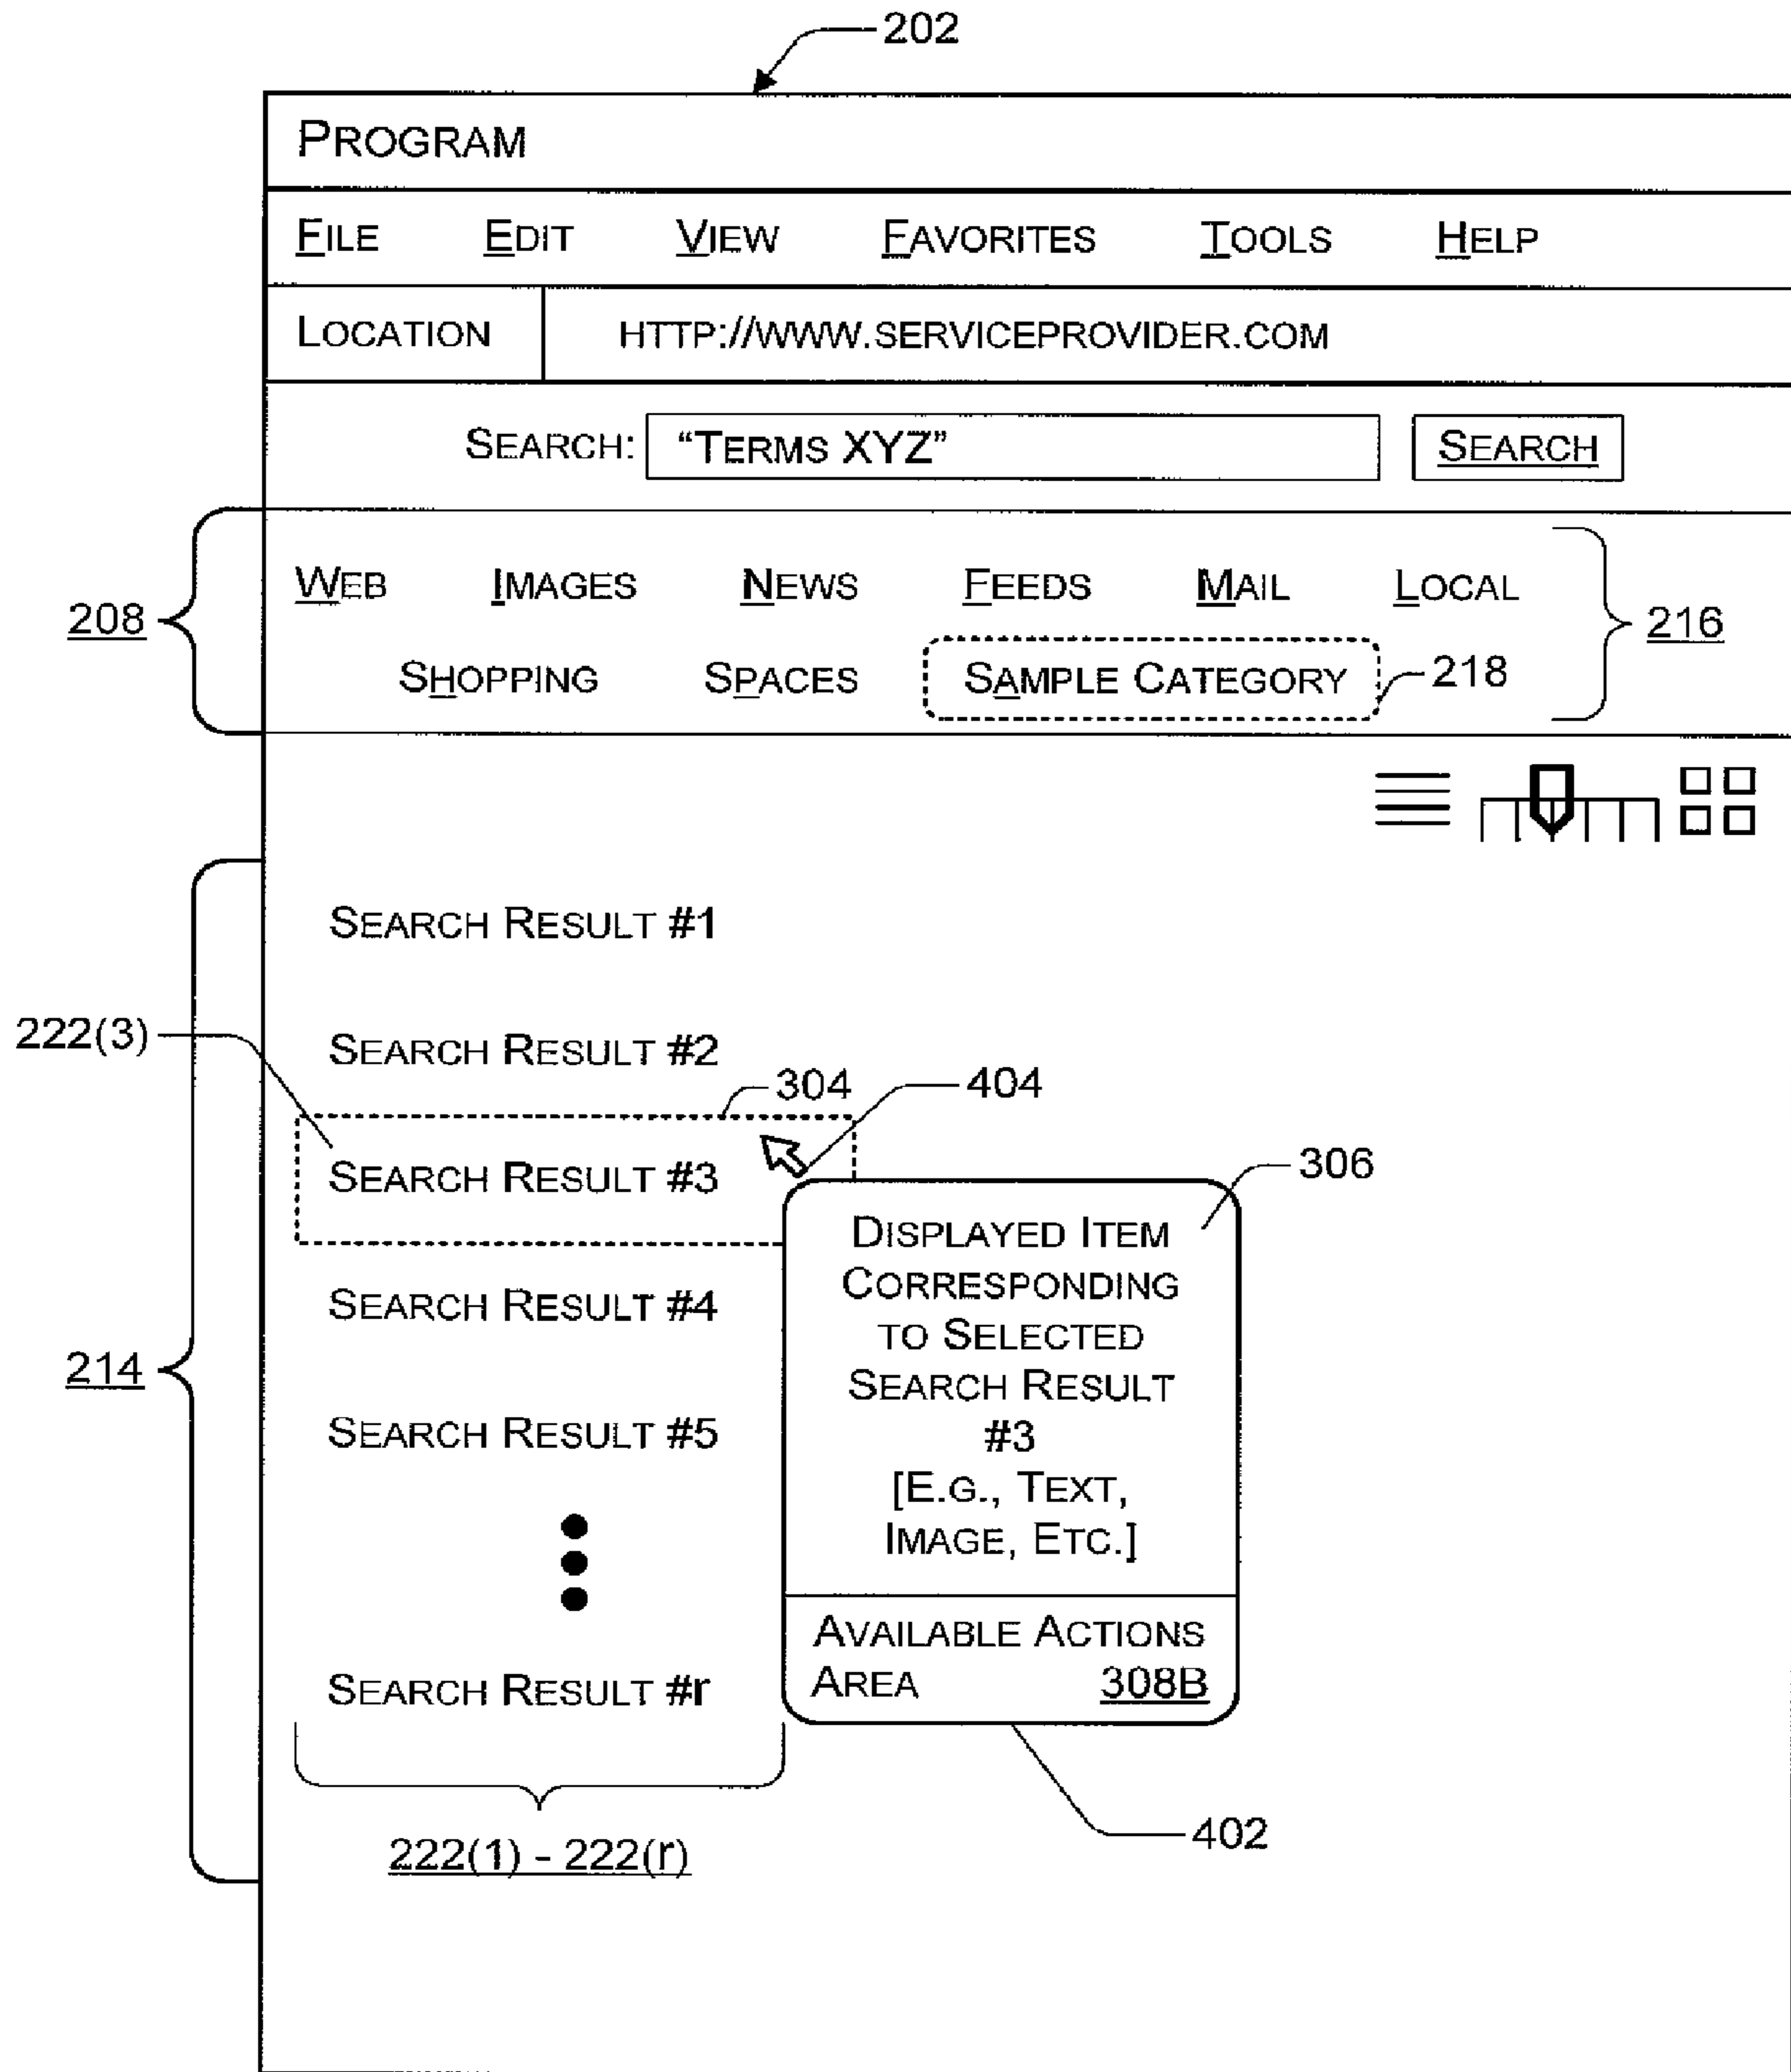 202
PROGRAM
FILE EDIT VIEW FAVORITES TOOLS HELP
LOCATION HTTP://WWW.SERVICEPROVIDER.COM
SEARCH: “TERMS XYZ” SEARCH
WEB IMAGES NEWS FEEDS MAIL LOCAL
208
216
SHOPPING SPACES SAMPLE CATEGORY 218
SEARCH RESULT #1
222(3)
SEARCH RESULT #2
304 404
SEARCH RESULT #3
306
DISPLAYED ITEM
CORRESPONDING
TO SELECTED
SEARCH RESULT
#3
[E.G., TEXT,
IMAGE, ETC.]
SEARCH RESULT #4
214
SEARCH RESULT #5
AVAILABLE ACTIONS
AREA 308B
SEARCH RESULT #r
402
222(1) - 222(r)